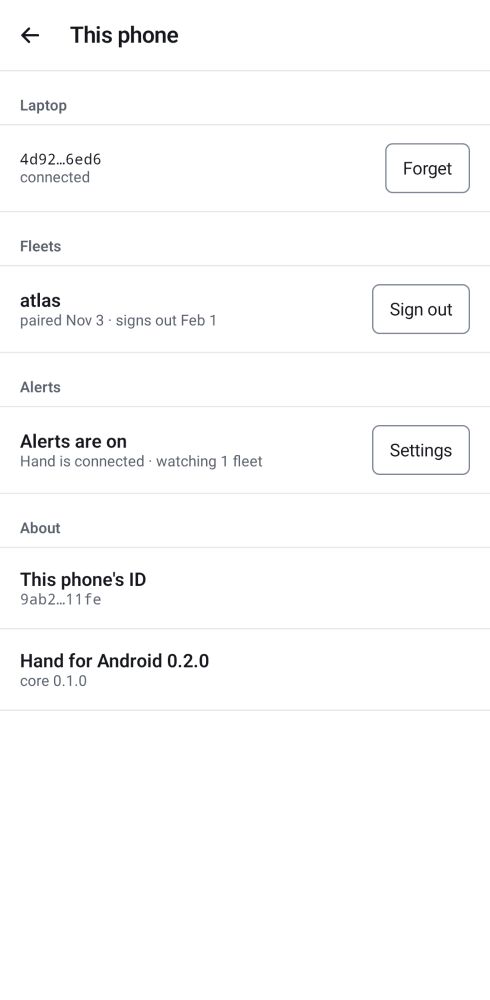 This phone
Laptop
4d92…6ed6
connected
Forget
Fleets
atlas
paired Nov 3 · signs out Feb 1
Sign out
Alerts
Alerts are on
Hand is connected · watching 1 fleet
Settings
About
This phone's ID
9ab2…11fe
Hand for Android 0.2.0
core 0.1.0